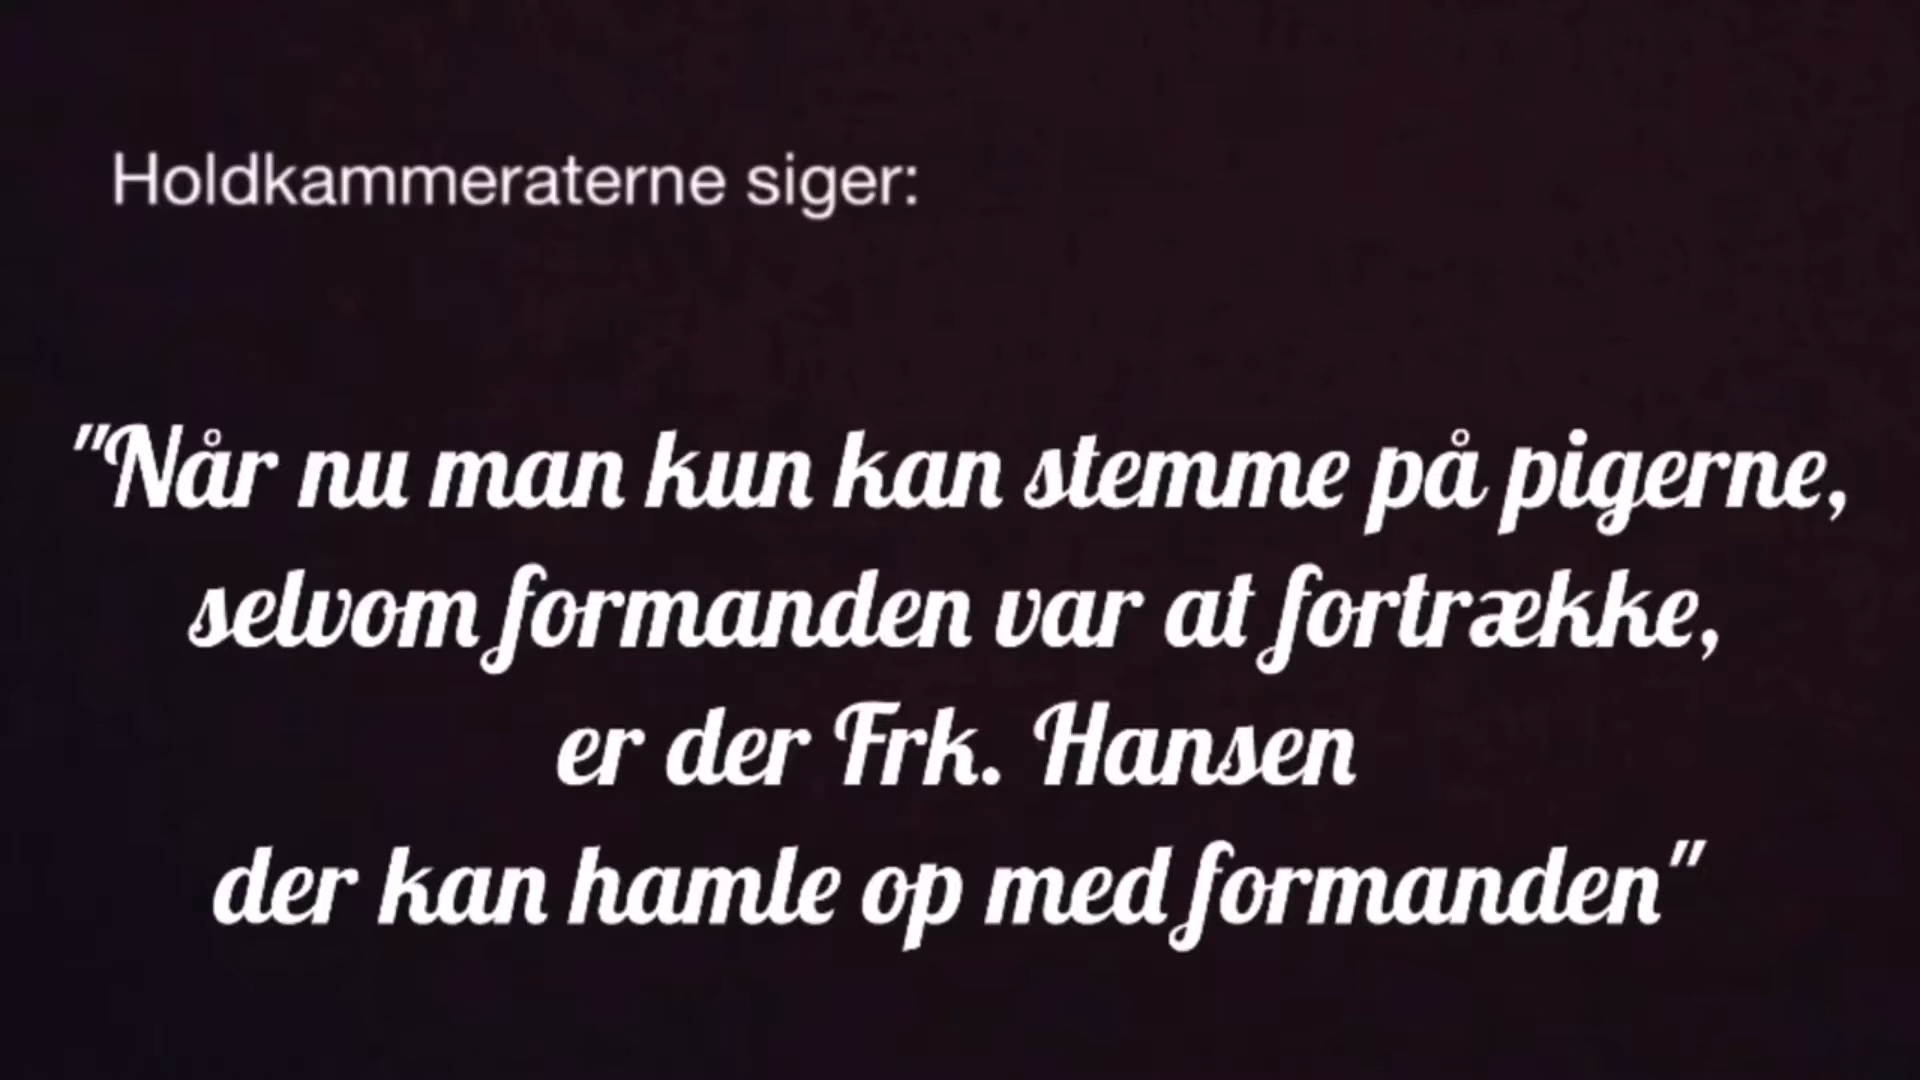 Holdkammeraterne siger:
"Når nu man kun kan stemme på pigerne,
selvom formanden var at fortrække,
er der Frk. Hansen
der kan hamle op med formanden"